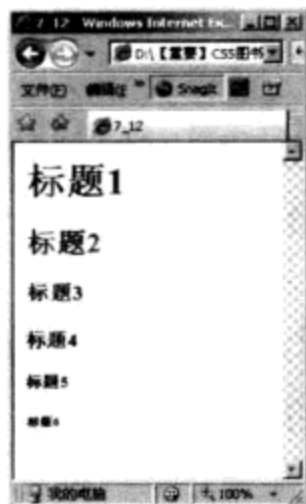 7_12 - Windows Internet Ex...
D:\【重要】CSS图书
文件(F) 编辑(E) » SnagIt
7_12
标题1
标题2
标题3
标题4
标题5
标题6
我的电脑 100%